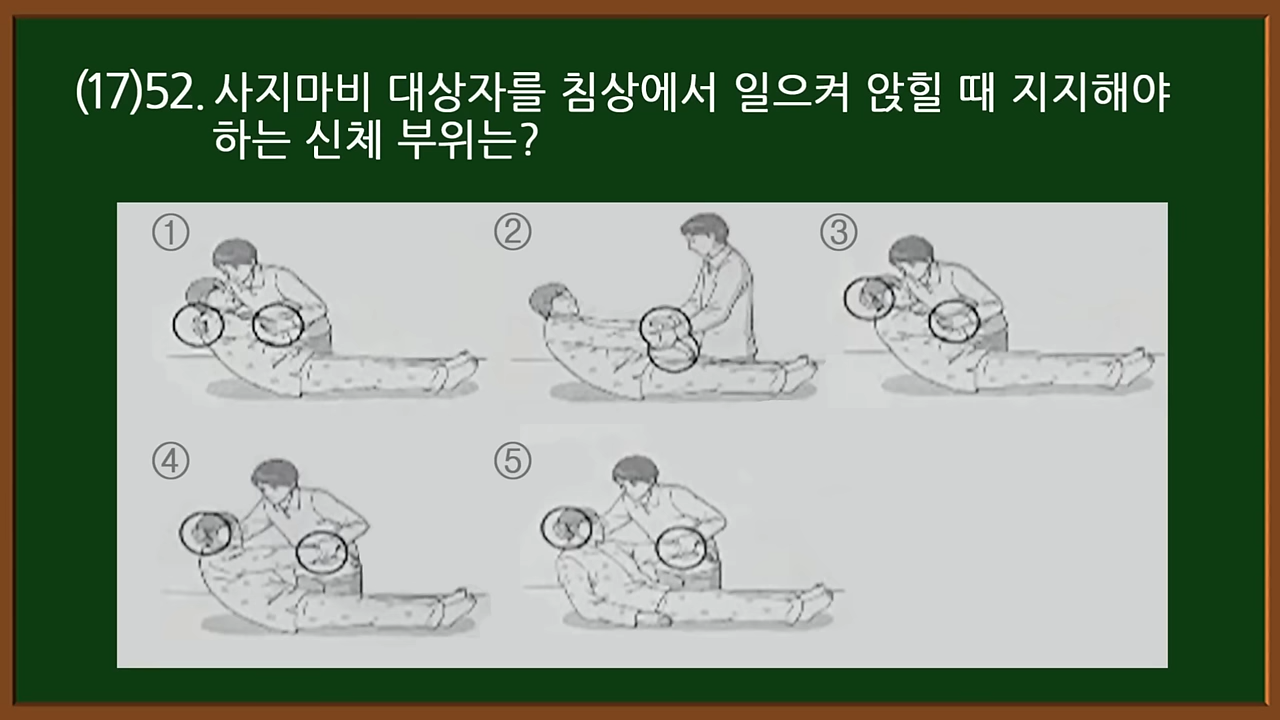 (17)52. 사지마비 대상자를 침상에서 일으켜 앉힐 때 지지해야
하는 신체 부위는?
① ② ③
④ ⑤